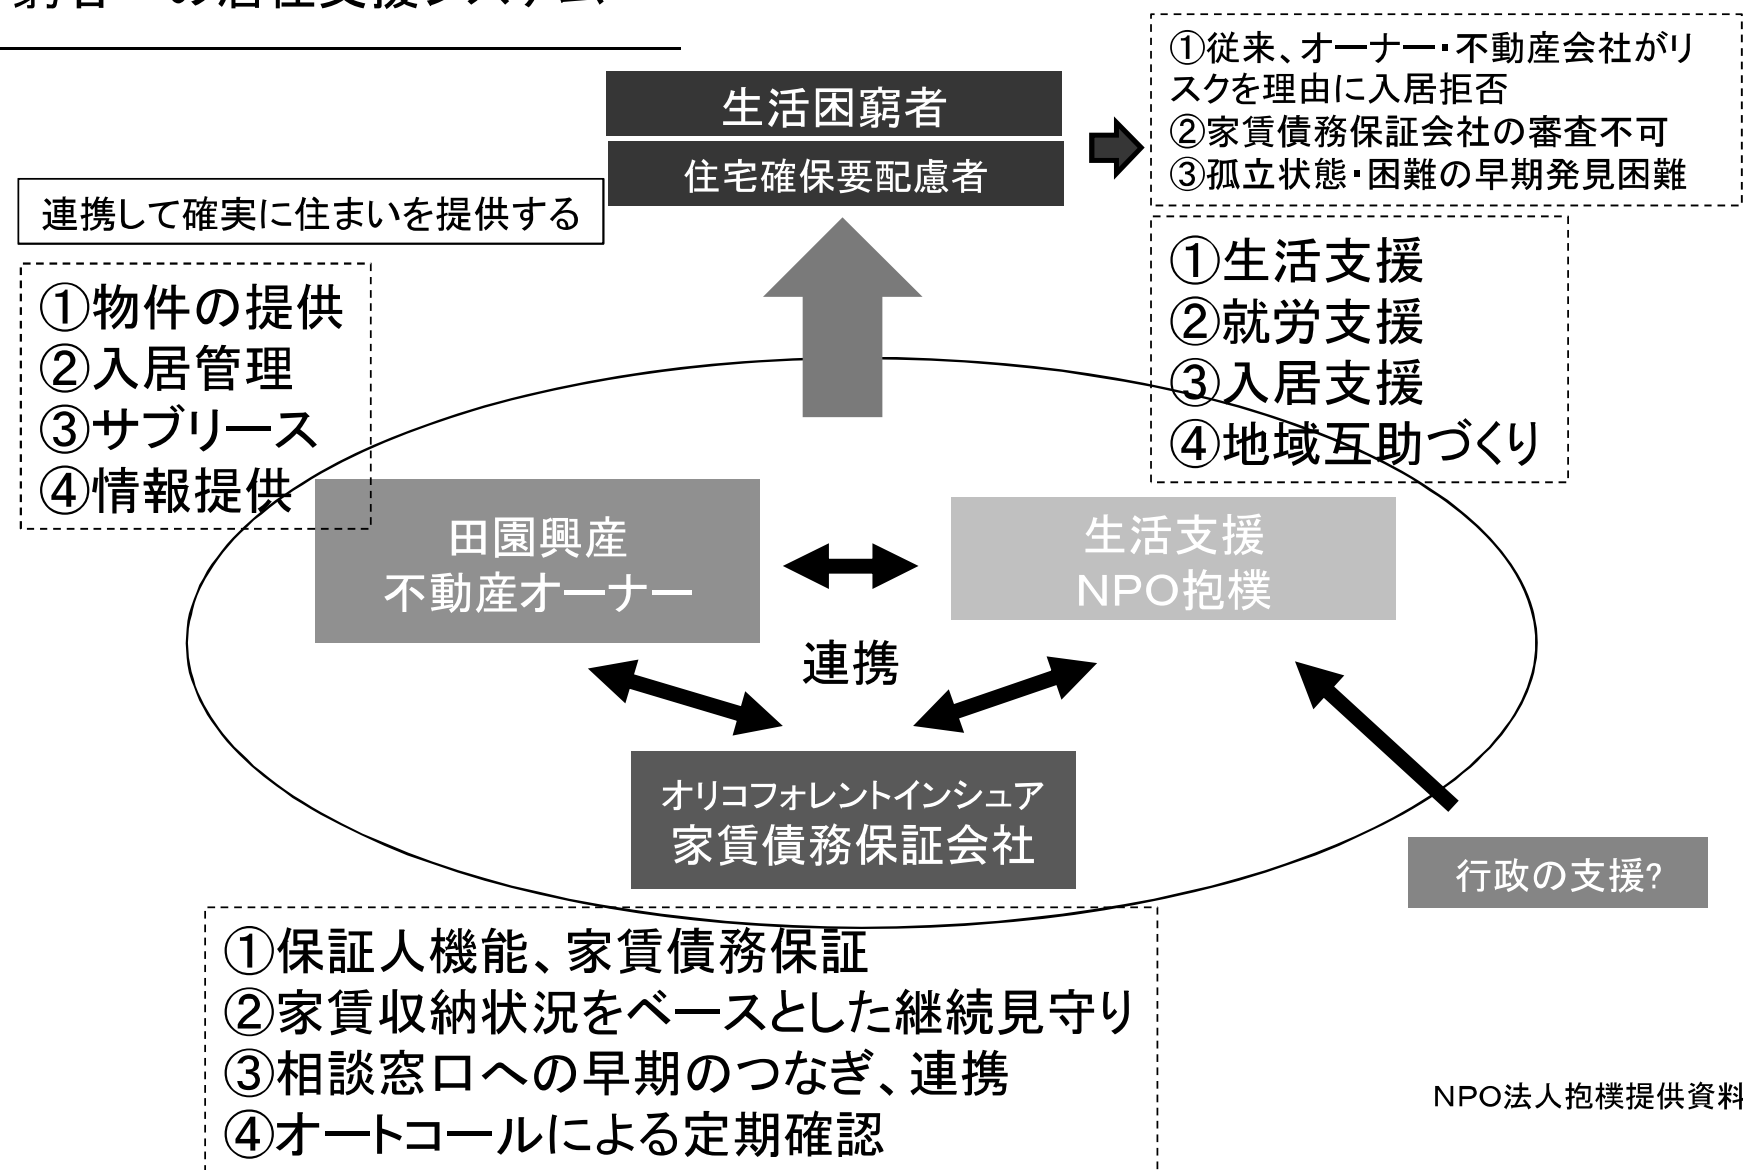 窮者への居住支援システム
生活困窮者
住宅確保要配慮者
①従来、オーナー・不動産会社がリ
スクを理由に入居拒否
②家賃債務保証会社の審査不可
③孤立状態・困難の早期発見困難
連携して確実に住まいを提供する
①物件の提供
②入居管理
③サブリース
④情報提供
①生活支援
②就労支援
③入居支援
④地域互助づくり
田園興産
不動産オーナー
生活支援
NPO抱樸
連携
オリコフォレントインシュア
家賃債務保証会社
行政の支援?
①保証人機能、家賃債務保証
②家賃収納状況をベースとした継続見守り
③相談窓口への早期のつなぎ、連携
④オートコールによる定期確認
NPO法人抱樸提供資料